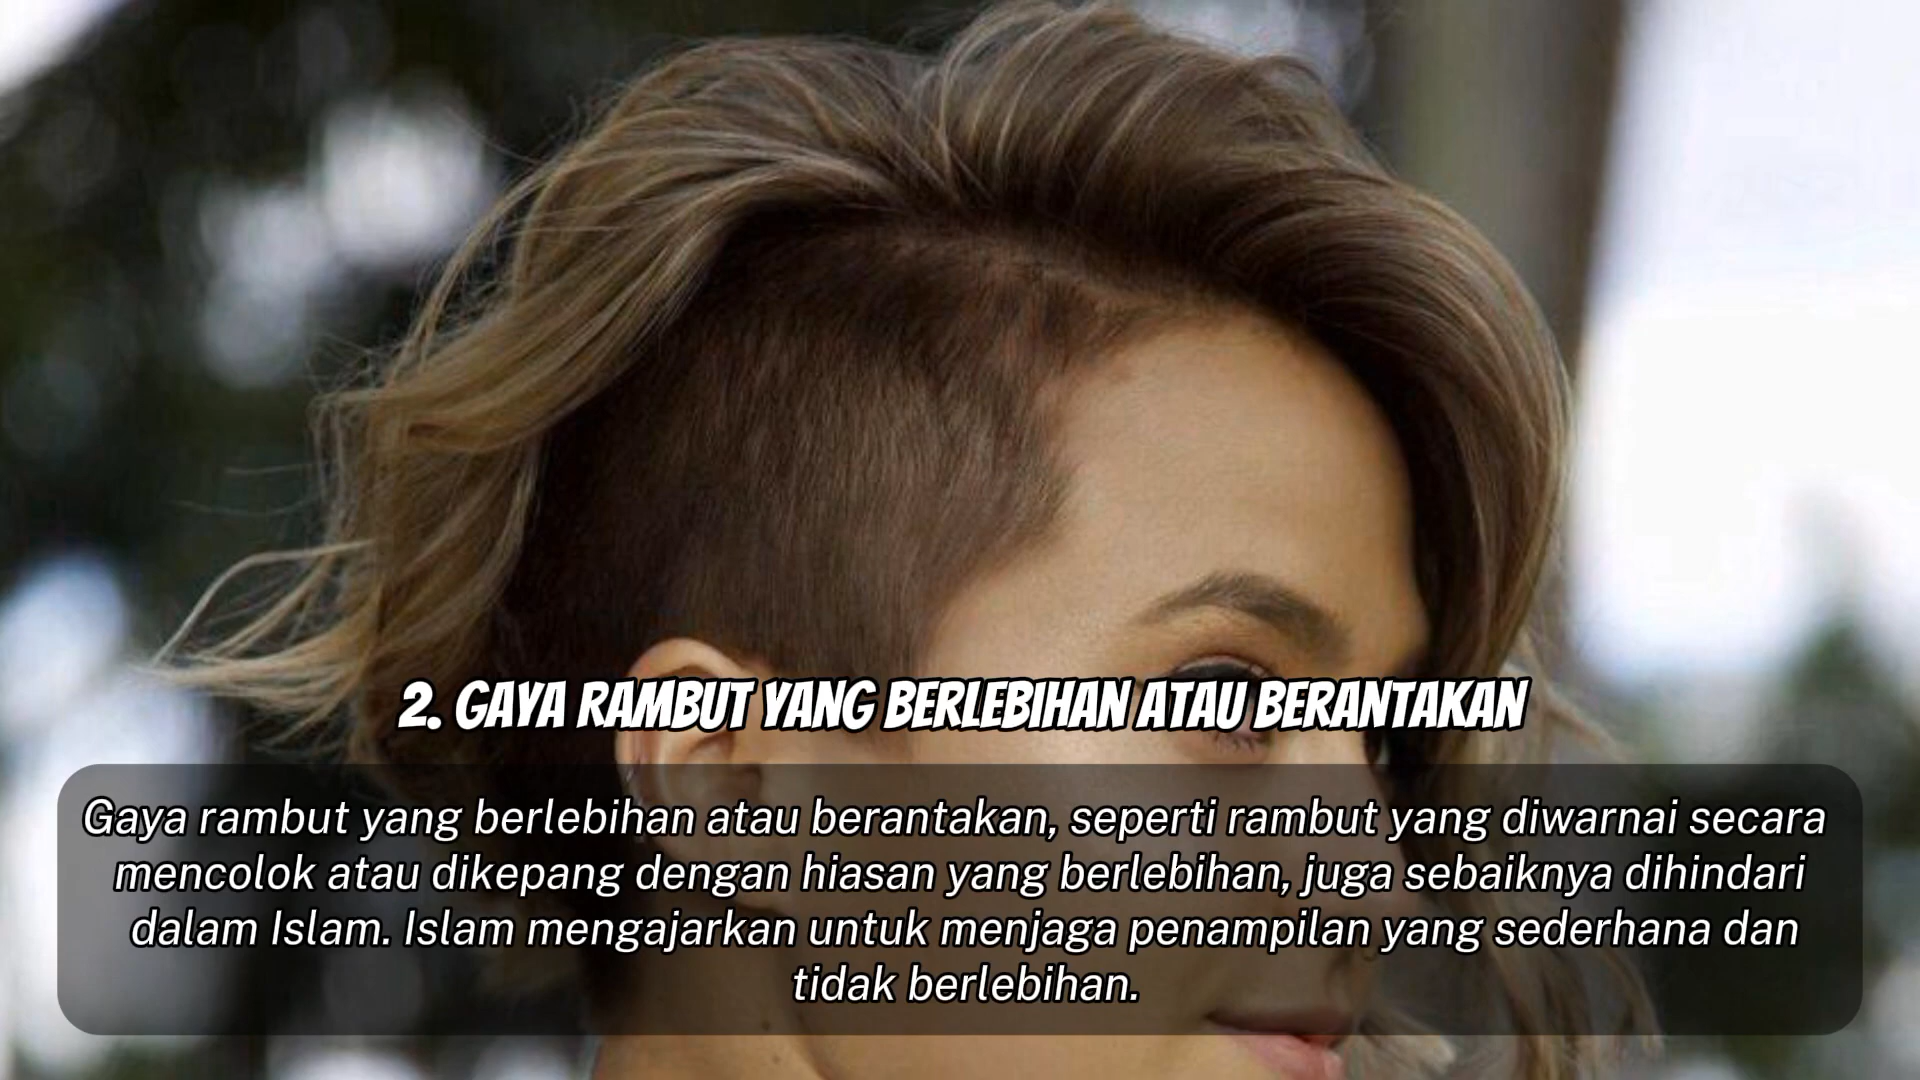 2. GAYA RAMBUT YANG BERLEBIHAN ATAU BERANTAKAN
Gaya rambut yang berlebihan atau berantakan, seperti rambut yang diwarnai secara
mencolok atau dikepang dengan hiasan yang berlebihan, juga sebaiknya dihindari
dalam Islam. Islam mengajarkan untuk menjaga penampilan yang sederhana dan
tidak berlebihan.